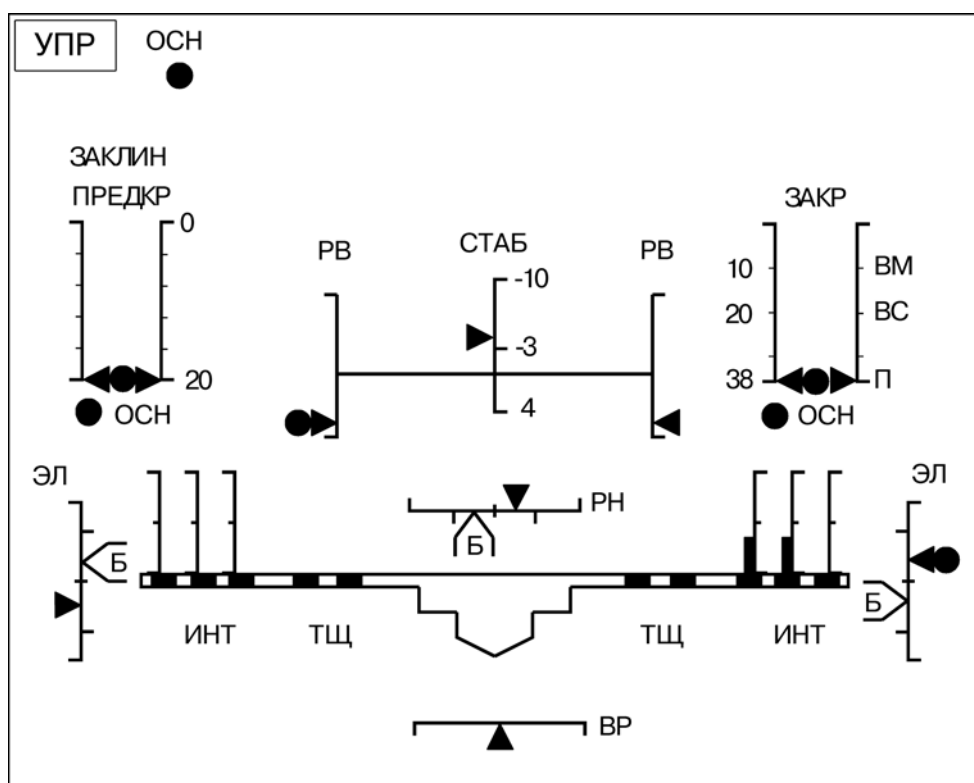 УПР
ОСН
ЗАКЛИН
ПРЕДКР
0
20
ОСН
РВ
СТАБ
РВ
-10
-3
4
ЗАКР
10
20
38
ВМ
ВС
П
ЭЛ
Б
РН
Б
ЭЛ
Б
ИНТ
ТЩ
ТЩ
ИНТ
ВР